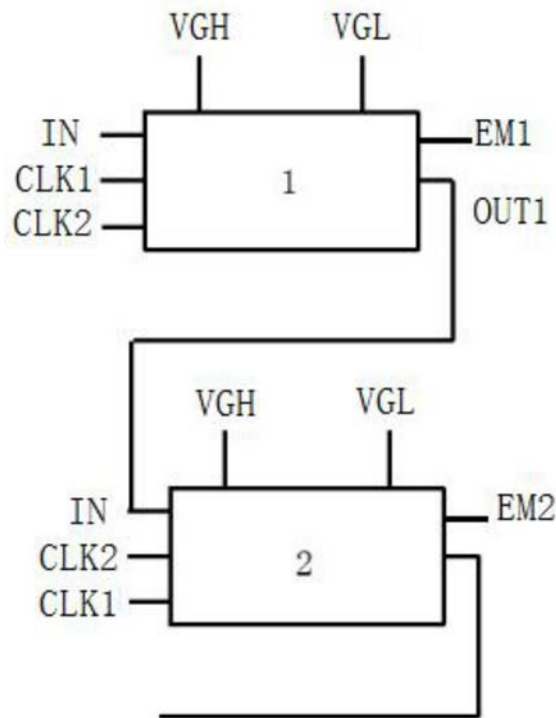 VGH VGL
IN
EM1
CLK1
1
OUT1
CLK2
VGH VGL
IN
EM2
CLK2
2
CLK1